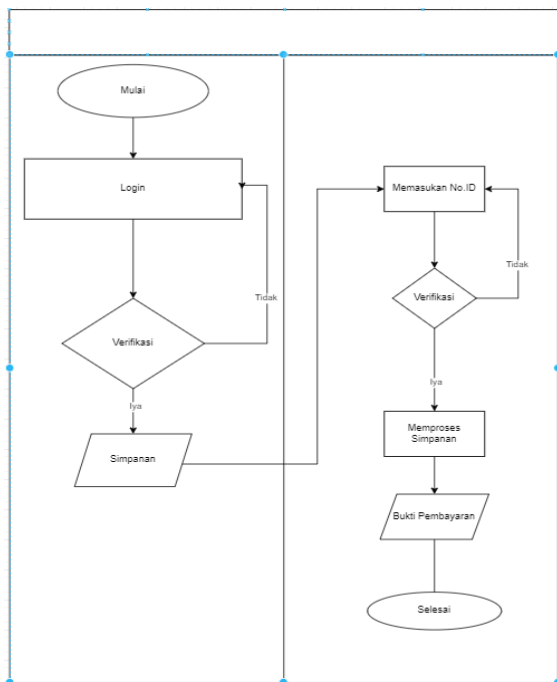 Mulai
Login
Tidak
Verifikasi
Iya
Simpanan
Memasukan No.ID
Tidak
Verifikasi
Iya
Memproses
Simpanan
Bukti Pembayaran
Selesai